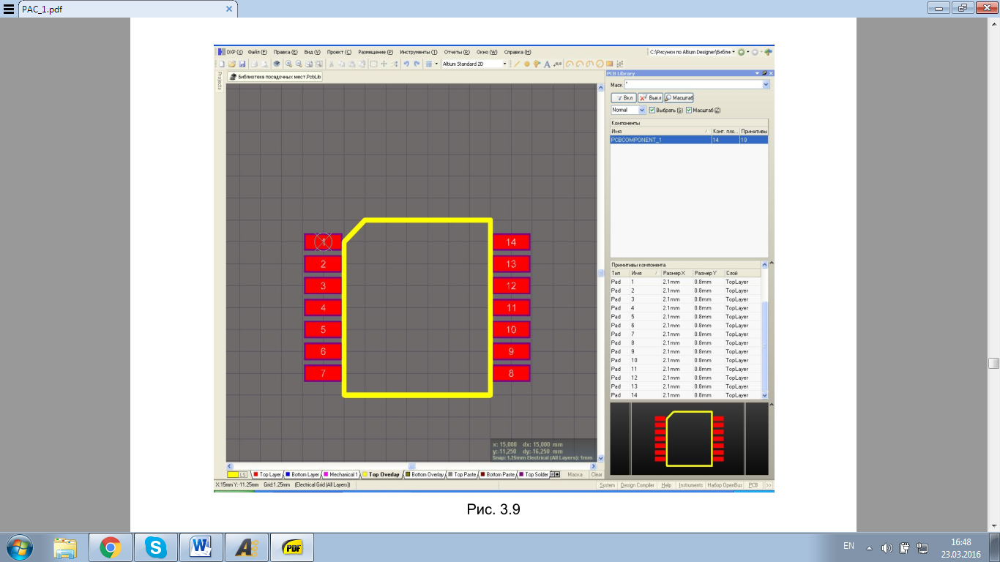 PAC_1.pdf
DXP (X) Файл (F) Правка (E) Вид (V) Проект (C) Размещение (P) Инструменты (T) Отчеты (R) Окно (W) Справка (H) C:\Рисунки по Altium Designer\Библи
Altium Standard 2D
Projects
Библиотека посадочных мест.PcbLib
PCB Library
Маск *
Вкл Выкл Масштаб
Normal Выбрать (S) Масштаб (Z)
Компоненты
Имя Конт. пло... Примитивы
PCBCOMPONENT_1 14 19
1 14
2 13
3 12
4 11
5 10
6 9
7 8
Примитивы компонента
Тип Имя Размер X Размер Y Слой
Pad 1 2.1mm 0.8mm TopLayer
Pad 2 2.1mm 0.8mm TopLayer
Pad 3 2.1mm 0.8mm TopLayer
Pad 4 2.1mm 0.8mm TopLayer
Pad 5 2.1mm 0.8mm TopLayer
Pad 6 2.1mm 0.8mm TopLayer
Pad 7 2.1mm 0.8mm TopLayer
Pad 8 2.1mm 0.8mm TopLayer
Pad 9 2.1mm 0.8mm TopLayer
Pad 10 2.1mm 0.8mm TopLayer
Pad 11 2.1mm 0.8mm TopLayer
Pad 12 2.1mm 0.8mm TopLayer
Pad 13 2.1mm 0.8mm TopLayer
Pad 14 2.1mm 0.8mm TopLayer
x: 15,000 dx: 15,000 mm
y:-11,250 dy:-16,250 mm
Snap: 1.25mm Electrical (All Layers): 1mm
LS Top Layer Bottom Layer Mechanical 1 Top Overlay Bottom Overlay Top Paste Bottom Paste Top Solder Маска Clear
X:15mm Y:-11.25mm Grid:1.25mm (Electrical Grid (All Layers)) System Design Compiler Help Instruments Набор OpenBus PCB >>
Рис. 3.9
PDF
EN
16:48
23.03.2016